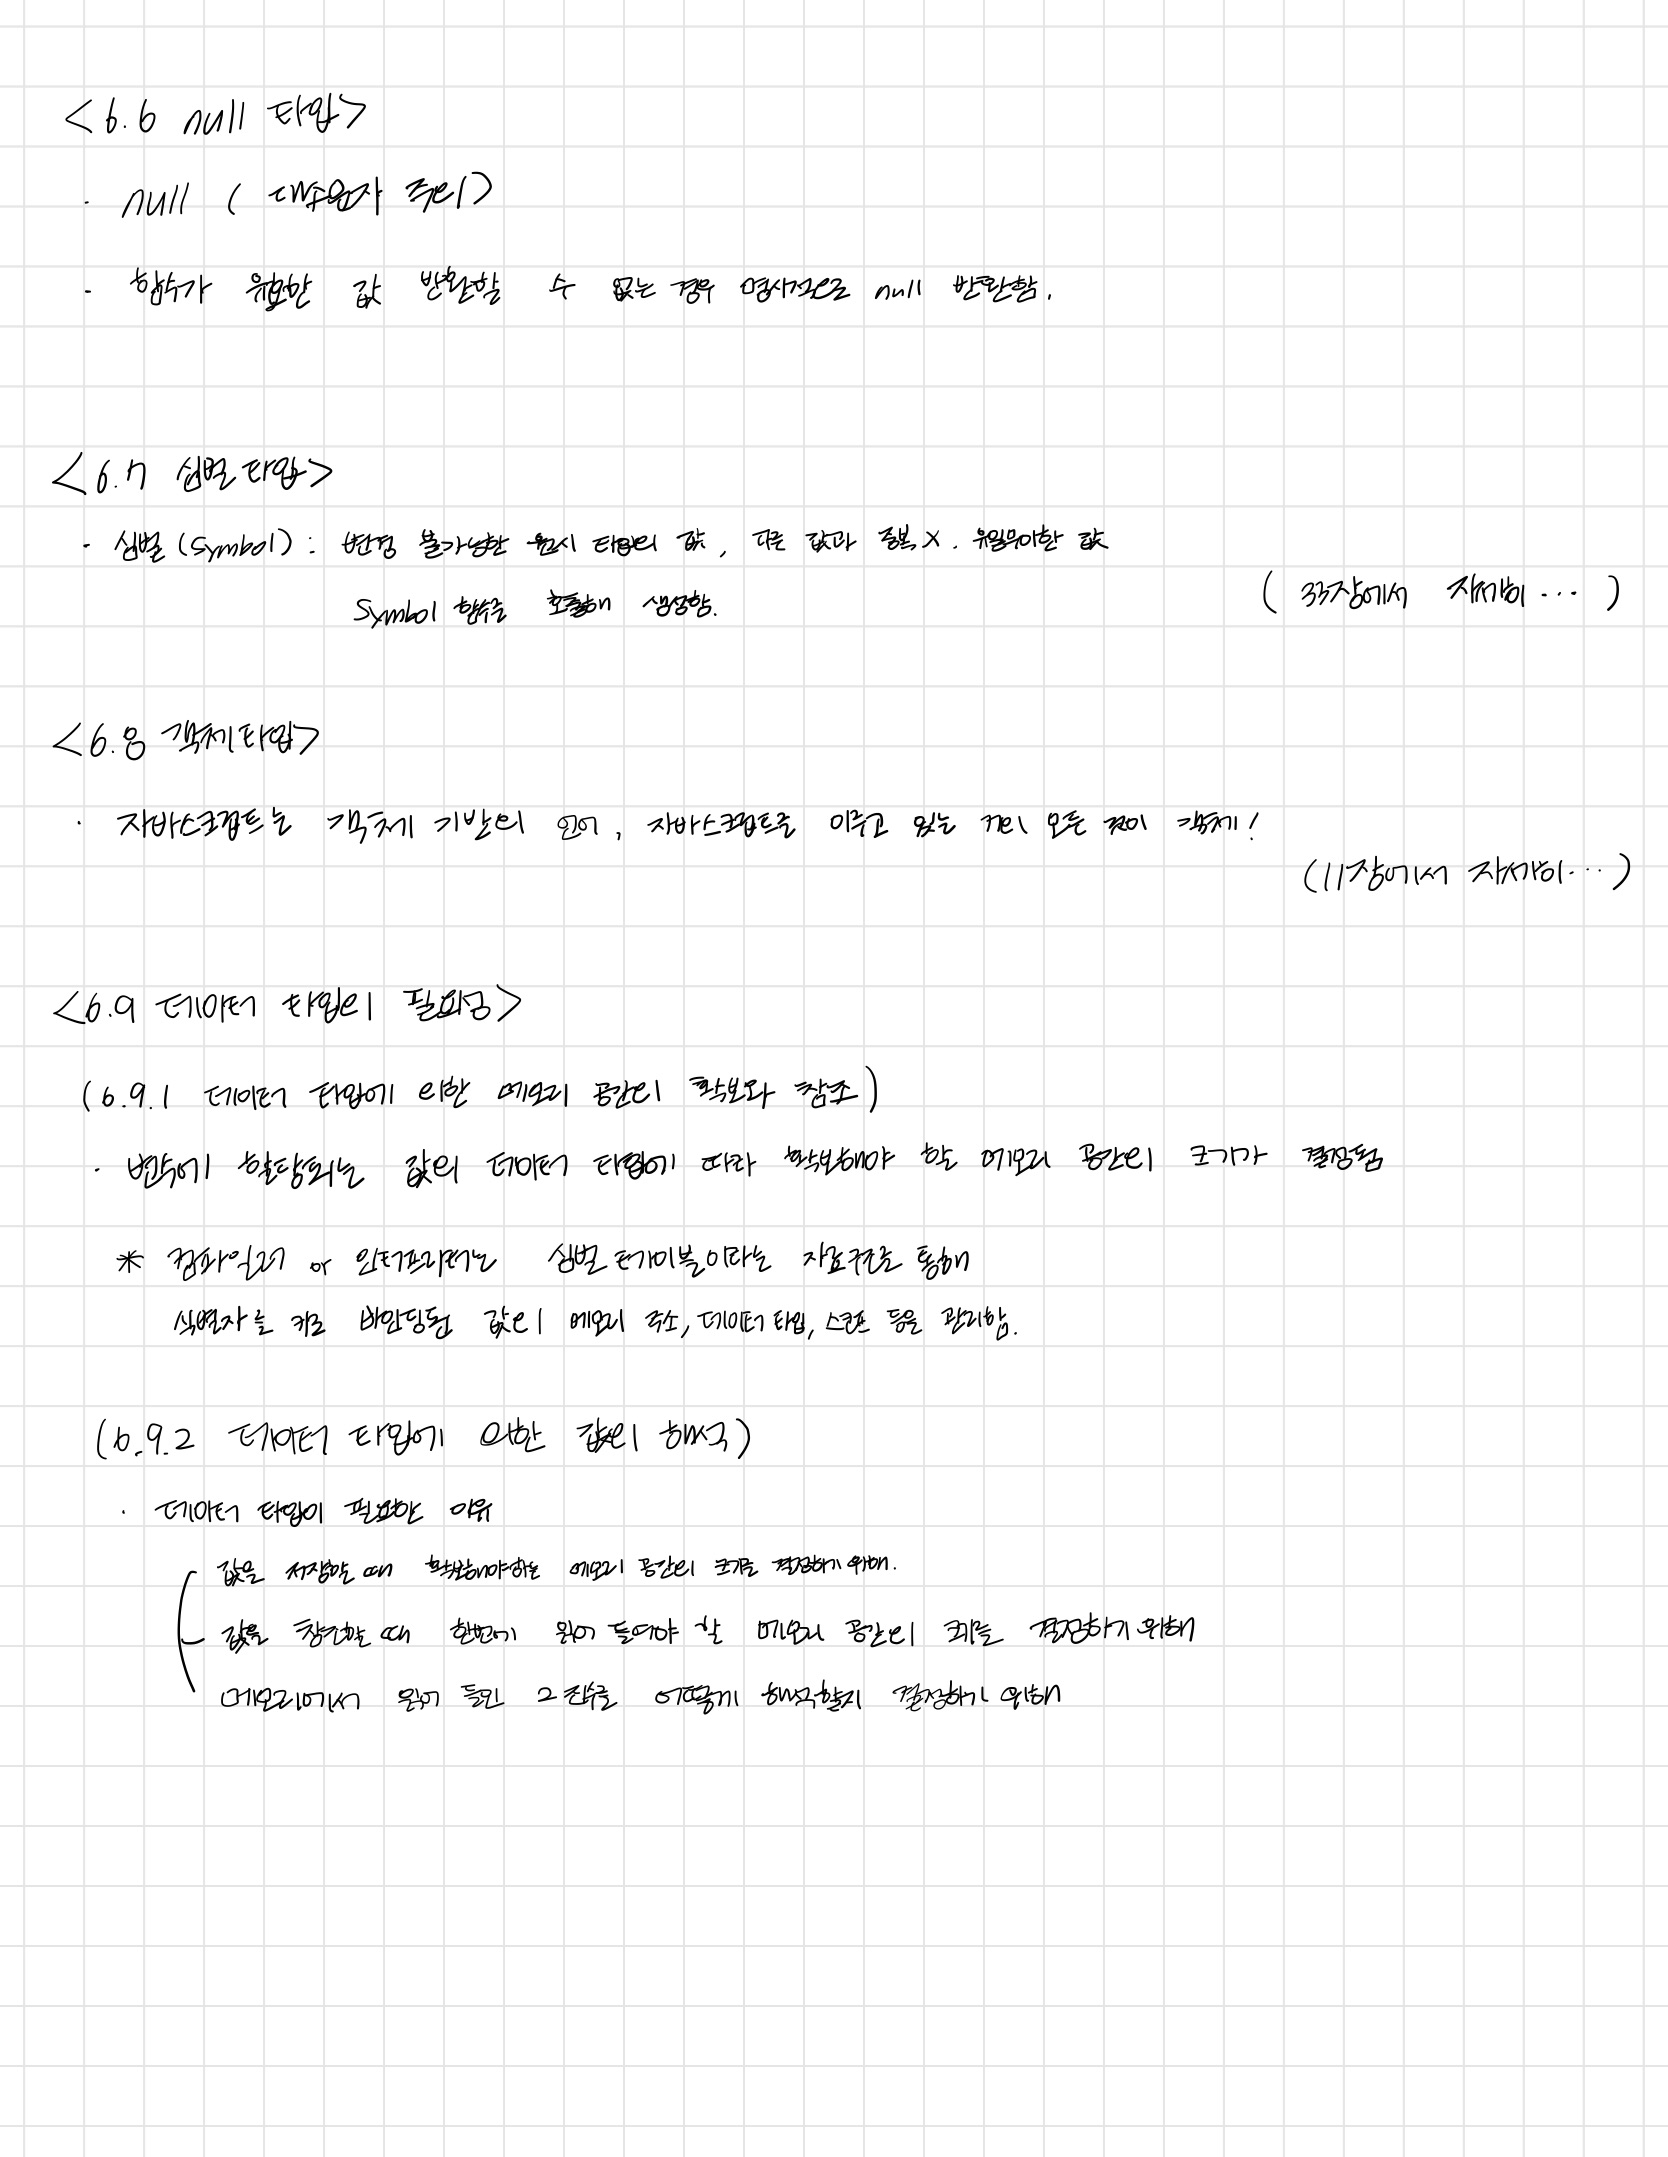 <6.6 null 타입>
· null ( 대소문자 주의)
· 함수가 유효한 값 반환할 수 없는 경우 명시적으로 null 반환함.
<6.7 심벌 타입>
· 심벌 (Symbol) : 변경 불가능한 원시 타입의 값, 다른 값과 중복 X. 유일무이한 값
Symbol 함수를 호출해 생성함.
( 33장에서 자세히 ... )
<6.8 객체 타입>
· 자바스크립트는 객체 기반의 언어, 자바스크립트를 이루고 있는 거의 모든 것이 객체!
(11장에서 자세히... )
<6.9 데이터 타입의 필요성>
(6.9.1 데이터 타입에 의한 메모리 공간의 확보와 참조)
· 변수에 할당되는 값의 데이터 타입에 따라 확보해야 할 메모리 공간의 크기가 결정됨
* 컴파일러 or 인터프리터는 심벌 테이블이라는 자료구조를 통해
식별자를 키로 바인딩된 값의 메모리 주소, 데이터 타입, 스코프 등을 관리함.
(6.9.2 데이터 타입에 의한 값의 해석)
· 데이터 타입이 필요한 이유
값을 저장할 때 확보해야하는 메모리 공간의 크기를 결정하기 위해.
값을 참조할 때 한번에 읽어 들여야 할 메모리 공간의 크기를 결정하기 위해
메모리에서 읽어 들인 2진수를 어떻게 해석할지 결정하기 위해